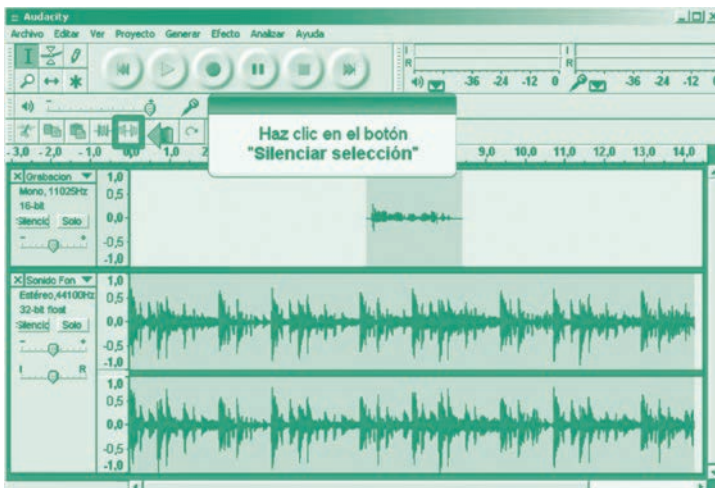 Audacity
Archivo Editar Ver Proyecto Generar Efecto Analizar Ayuda
I
R
-36 -24 -12 0
I
R
-36 -24 -12
Haz clic en el botón
"Silenciar selección"
-3,0 -2,0 -1,0 0,0 1,0 2 9,0 10,0 11,0 12,0 13,0 14,0
X Grabacion
Mono, 11025Hz
16-bit
Silencic Solo
- +
1,0
0,5
0,0
-0,5
-1,0
X Sonido Fon
Estéreo,44100Hz
32-bit float
Silencic Solo
- +
I R
1,0
0,5
0,0
-0,5
-1,0
1,0
0,5
0,0
-0,5
-1,0